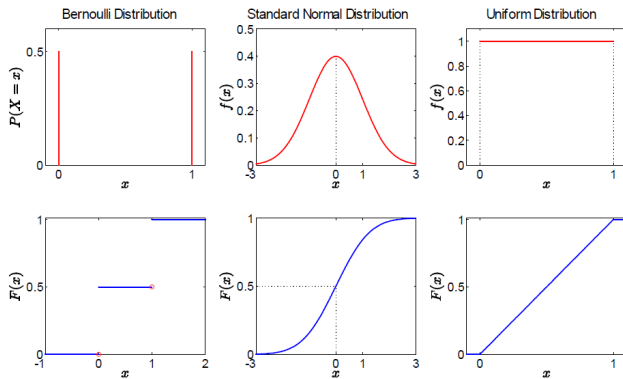 Bernoulli Distribution
Standard Normal Distribution
Uniform Distribution
0.5
0
P(X = x)
0
1
x
0.5
0.4
0.3
0.2
0.1
0
f(x)
-3
0
1
3
x
1
0.8
0.6
0.4
0.2
0
f(x)
0
1
x
1
0.5
0
F(x)
-1
0
1
2
x
1
0.5
0
F(x)
-3
0
1
3
x
1
0.5
0
F(x)
0
1
x